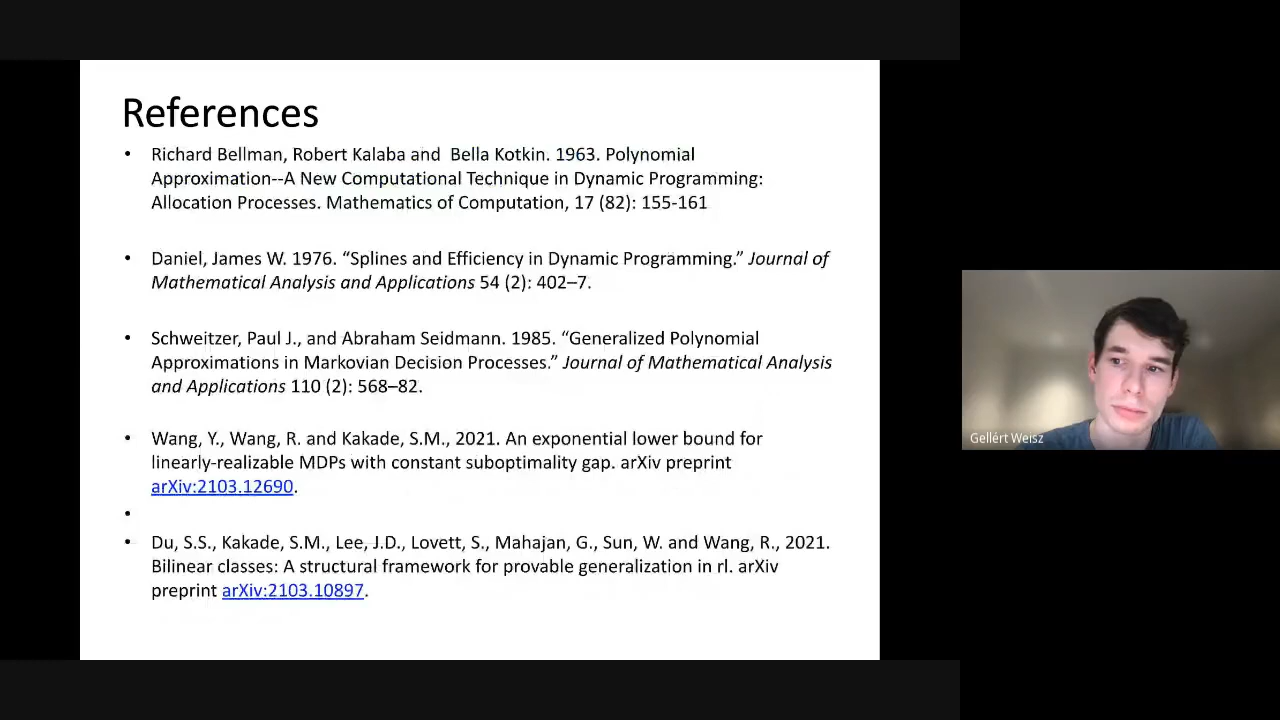 References
• Richard Bellman, Robert Kalaba and  Bella Kotkin. 1963. Polynomial
Approximation--A New Computational Technique in Dynamic Programming:
Allocation Processes. Mathematics of Computation, 17 (82): 155-161
• Daniel, James W. 1976. “Splines and Efficiency in Dynamic Programming.” Journal of
Mathematical Analysis and Applications 54 (2): 402–7.
• Schweitzer, Paul J., and Abraham Seidmann. 1985. “Generalized Polynomial
Approximations in Markovian Decision Processes.” Journal of Mathematical Analysis
and Applications 110 (2): 568–82.
• Wang, Y., Wang, R. and Kakade, S.M., 2021. An exponential lower bound for
linearly-realizable MDPs with constant suboptimality gap. arXiv preprint
arXiv:2103.12690.
•
• Du, S.S., Kakade, S.M., Lee, J.D., Lovett, S., Mahajan, G., Sun, W. and Wang, R., 2021.
Bilinear classes: A structural framework for provable generalization in rl. arXiv
preprint arXiv:2103.10897.
Gellért Weisz